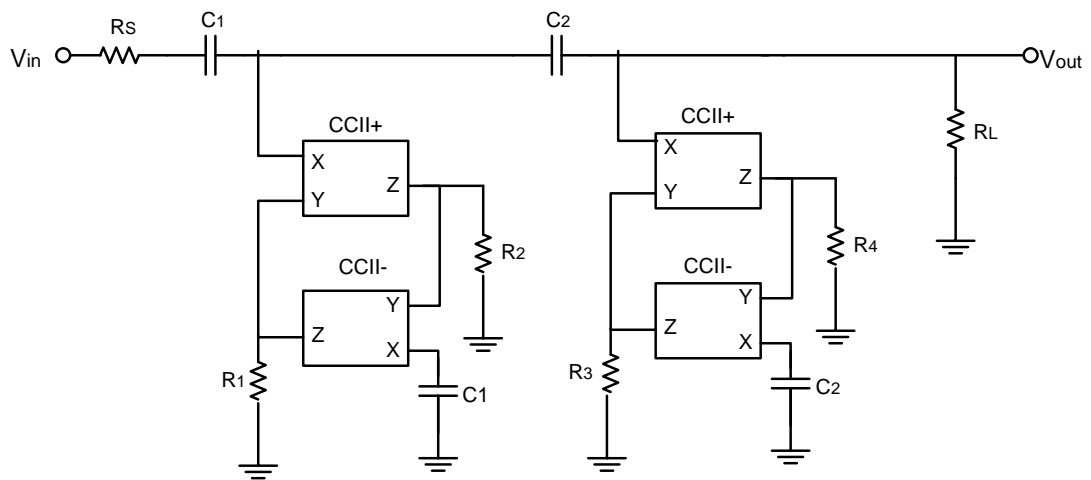 Vin
RS
C1
C2
Vout
CCII+
X
Y
Z
R2
CCII-
Y
Z
X
R1
C1
CCII+
X
Y
Z
R4
CCII-
Y
Z
X
R3
C2
RL